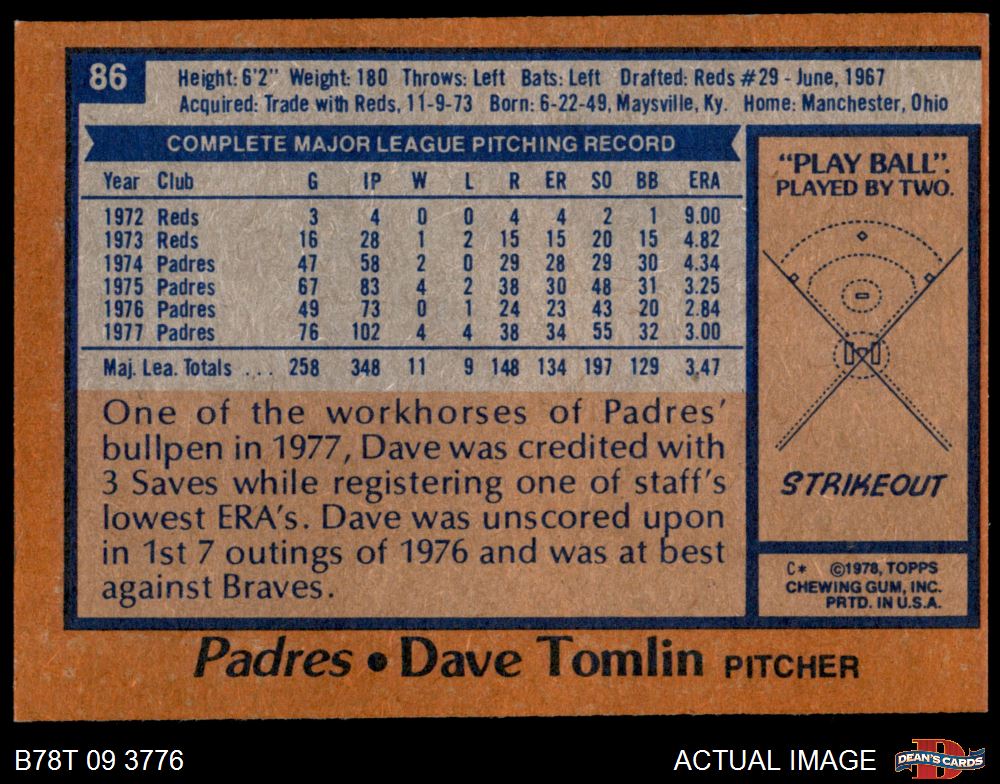 86
Height: 6'2" Weight: 180 Throws: Left Bats: Left Drafted: Reds #29 - June, 1967
Acquired: Trade with Reds, 11-9-73 Born: 6-22-49, Maysville, Ky. Home: Manchester, Ohio
COMPLETE MAJOR LEAGUE PITCHING RECORD
Year Club G IP W L R ER SO BB ERA
1972 Reds 3 4 0 0 4 4 2 1 9.00
1973 Reds 16 28 1 2 15 15 20 15 4.82
1974 Padres 47 58 2 0 29 28 29 30 4.34
1975 Padres 67 83 4 2 38 30 48 31 3.25
1976 Padres 49 73 0 1 24 23 43 20 2.84
1977 Padres 76 102 4 4 38 34 55 32 3.00
Maj. Lea. Totals ... 258 348 11 9 148 134 197 129 3.47
One of the workhorses of Padres'
bullpen in 1977, Dave was credited with
3 Saves while registering one of staff's
lowest ERA's. Dave was unscored upon
in 1st 7 outings of 1976 and was at best
against Braves.
"PLAY BALL".
PLAYED BY TWO.
STRIKEOUT
C* ©1978, TOPPS
CHEWING GUM, INC.
PRTD. IN U.S.A.
Padres • Dave Tomlin PITCHER
B78T 09 3776
ACTUAL IMAGE
DEAN'S CARDS